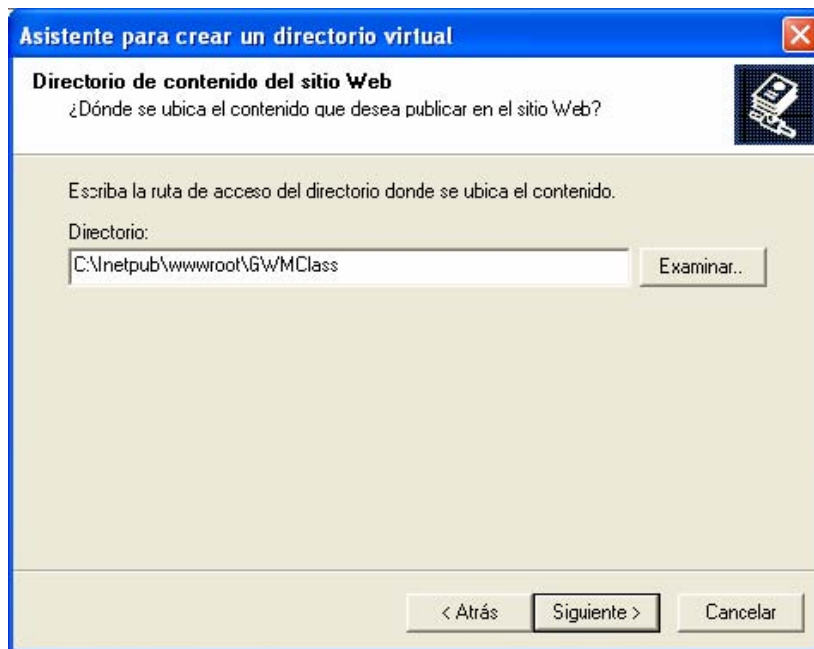 Asistente para crear un directorio virtual
Directorio de contenido del sitio Web
¿Dónde se ubica el contenido que desea publicar en el sitio Web?
Escriba la ruta de acceso del directorio donde se ubica el contenido.
Directorio:
C:\Inetpub\wwwroot\GWMClass
Examinar..
< Atrás
Siguiente >
Cancelar